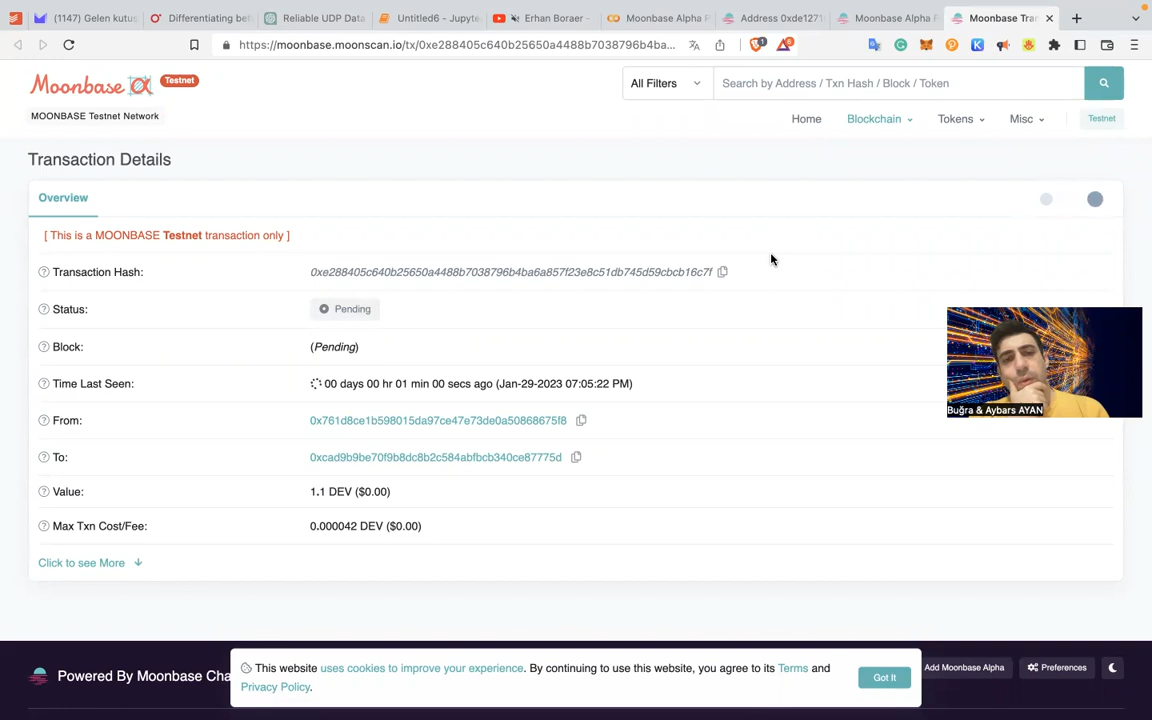 (1147) Gelen kutus
Differentiating bet
Reliable UDP Data
Untitled6 - Jupyte
Erhan Boraer -
Moonbase Alpha F
Address 0xde1271
Moonbase Alpha F
Moonbase Tra
https://moonbase.moonscan.io/tx/0xe288405c640b25650a4488b7038796b4ba...
Moonbase α
Testnet
MOONBASE Testnet Network
All Filters
Search by Address / Txn Hash / Block / Token
Home
Blockchain
Tokens
Misc
Testnet
Transaction Details
Overview
[ This is a MOONBASE Testnet transaction only ]
Transaction Hash:
0xe288405c640b25650a4488b7038796b4ba6a857f23e8c51db745d59cbcb16c7f
Status:
Pending
Block:
(Pending)
Time Last Seen:
00 days 00 hr 01 min 00 secs ago (Jan-29-2023 07:05:22 PM)
From:
0x761d8ce1b598015da97ce47e73de0a50868675f8
To:
0xcad9b9be70f9b8dc8b2c584abfbcb340ce87775d
Value:
1.1 DEV ($0.00)
Max Txn Cost/Fee:
0.000042 DEV ($0.00)
Click to see More
Buğra & Aybars AYAN
Powered By Moonbase Cha
This website uses cookies to improve your experience. By continuing to use this website, you agree to its Terms and
Privacy Policy.
Got It
Add Moonbase Alpha
Preferences